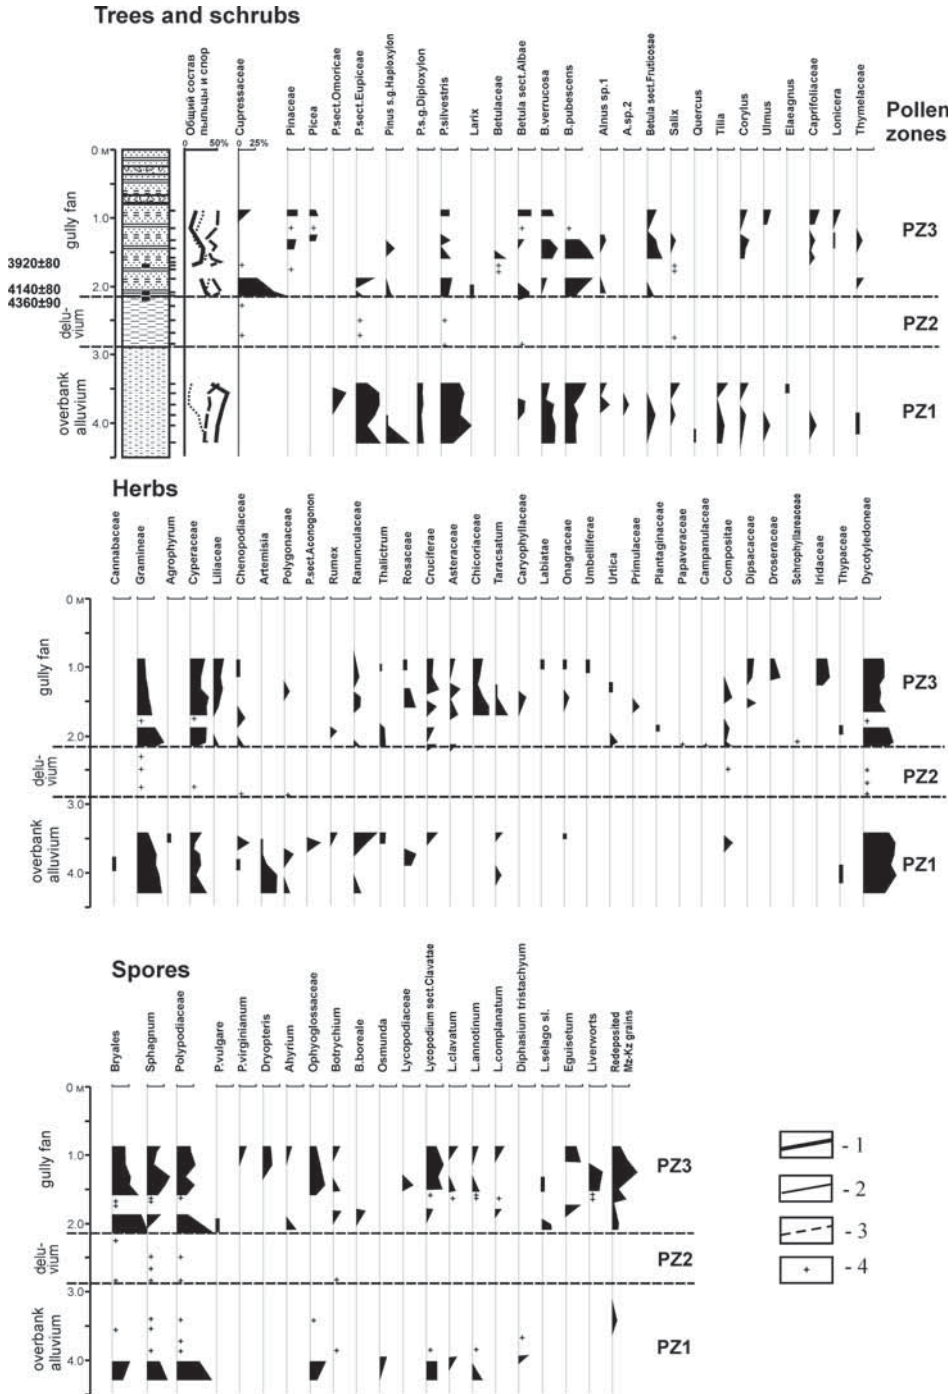 Trees and schrubs
Общий состав
пыльцы и спор
Cupressaceae
Pinaceae
Picea
P.sect.Omoricae
P.sect.Eupiceae
Pinus s.g.Haploxylon
P.s.g.Diploxylon
P.silvestris
Larix
Betulaceae
Betula sect.Albae
B.verrucosa
B.pubescens
Alnus sp.1
A.sp.2
Betula sect.Fruticosae
Salix
Quercus
Tilia
Corylus
Ulmus
Elaeagnus
Caprifoliaceae
Lonicera
Thymelaceae
Pollen
zones
0 м
0 50%
0 25%
gully fan
1.0
PZ3
3920±80
4140±80
2.0
4360±90
delu-
vium
PZ2
3.0
overbank
alluvium
PZ1
4.0
Herbs
Cannabaceae
Gramineae
Agrophyrum
Cyperaceae
Liliaceae
Chenopodiaceae
Artemisia
Polygonaceae
P.sect.Aconogonon
Rumex
Ranunculaceae
Thalictrum
Rosaceae
Cruciferae
Asteraceae
Chicoriaceae
Taracsatum
Caryophyllaceae
Labiatae
Onagraceae
Umbelliferae
Urtica
Primulaceae
Plantaginaceae
Papaveraceae
Campanulaceae
Compositae
Dipsacaceae
Droseraceae
Schrophyllareaceae
Iridaceae
Thypaceae
Dycotyledoneae
0 м
gully fan
1.0
PZ3
2.0
delu-
vium
PZ2
3.0
overbank
alluvium
PZ1
4.0
Spores
Bryales
Sphagnum
Polypodiaceae
P.vulgare
P.virginianum
Dryopteris
Ahyrium
Ophyoglossaceae
Botrychium
B.boreale
Osmunda
Lycopodiaceae
Lycopodium sect.Clavatae
L.clavatum
L.annotinum
L.complanatum
Diphasium tristachyum
L.selago sl.
Eguisetum
Liverworts
Redeposited
Mz-Kz grains
0 м
gully fan
1.0
PZ3
2.0
delu-
vium
PZ2
3.0
overbank
alluvium
PZ1
4.0
- 1
- 2
- 3
+ - 4